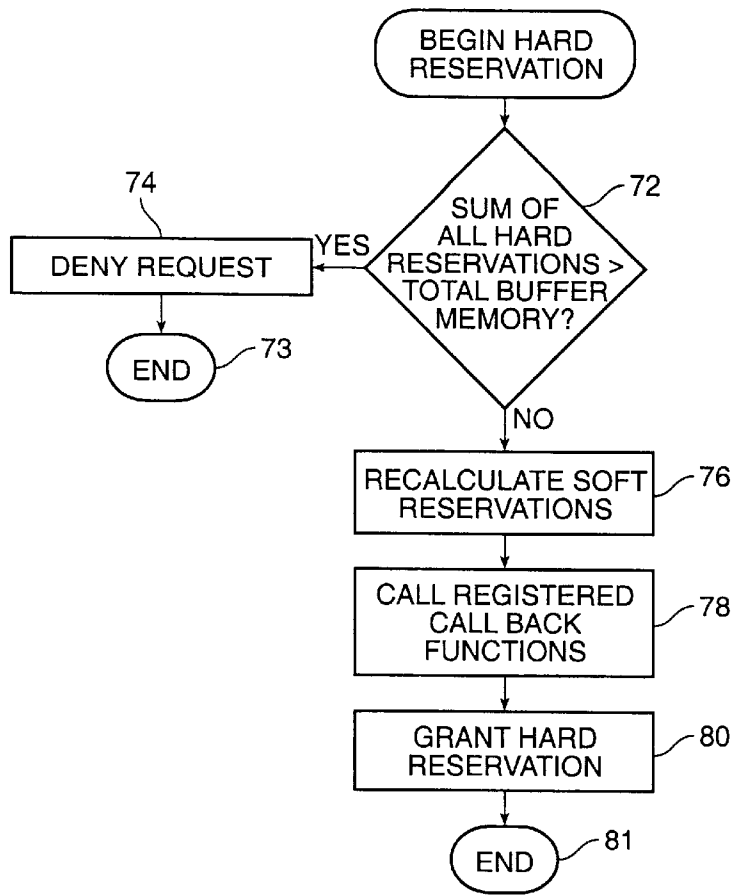 BEGIN HARD
RESERVATION
72
SUM OF
ALL HARD
RESERVATIONS >
TOTAL BUFFER
MEMORY?
YES
74
DENY REQUEST
END
73
NO
RECALCULATE SOFT
RESERVATIONS
76
CALL REGISTERED
CALL BACK
FUNCTIONS
78
GRANT HARD
RESERVATION
80
END
81